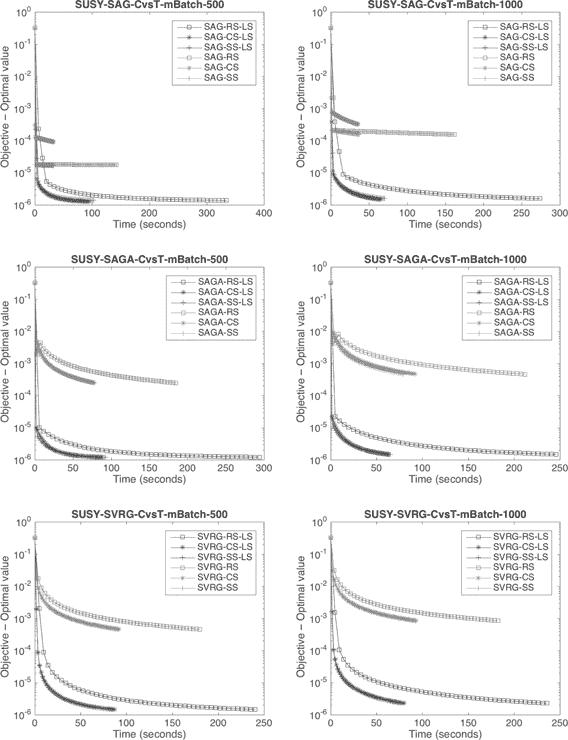 SUSY-SAG-CvsT-mBatch-500
Objective – Optimal value
10^0
10^-1
10^-2
10^-3
10^-4
10^-5
10^-6
SAG-RS-LS
SAG-CS-LS
SAG-SS-LS
SAG-RS
SAG-CS
SAG-SS
0 100 200 300 400
Time (seconds)
SUSY-SAG-CvsT-mBatch-1000
Objective – Optimal value
10^0
10^-1
10^-2
10^-3
10^-4
10^-5
10^-6
SAG-RS-LS
SAG-CS-LS
SAG-SS-LS
SAG-RS
SAG-CS
SAG-SS
0 50 100 150 200 250 300
Time (seconds)
SUSY-SAGA-CvsT-mBatch-500
Objective – Optimal value
10^0
10^-1
10^-2
10^-3
10^-4
10^-5
10^-6
SAGA-RS-LS
SAGA-CS-LS
SAGA-SS-LS
SAGA-RS
SAGA-CS
SAGA-SS
0 50 100 150 200 250 300
Time (seconds)
SUSY-SAGA-CvsT-mBatch-1000
Objective – Optimal value
10^0
10^-1
10^-2
10^-3
10^-4
10^-5
10^-6
SAGA-RS-LS
SAGA-CS-LS
SAGA-SS-LS
SAGA-RS
SAGA-CS
SAGA-SS
0 50 100 150 200 250
Time (seconds)
SUSY-SVRG-CvsT-mBatch-500
Objective – Optimal value
10^0
10^-1
10^-2
10^-3
10^-4
10^-5
10^-6
SVRG-RS-LS
SVRG-CS-LS
SVRG-SS-LS
SVRG-RS
SVRG-CS
SVRG-SS
0 50 100 150 200 250
Time (seconds)
SUSY-SVRG-CvsT-mBatch-1000
Objective – Optimal value
10^0
10^-1
10^-2
10^-3
10^-4
10^-5
10^-6
SVRG-RS-LS
SVRG-CS-LS
SVRG-SS-LS
SVRG-RS
SVRG-CS
SVRG-SS
0 50 100 150 200 250
Time (seconds)